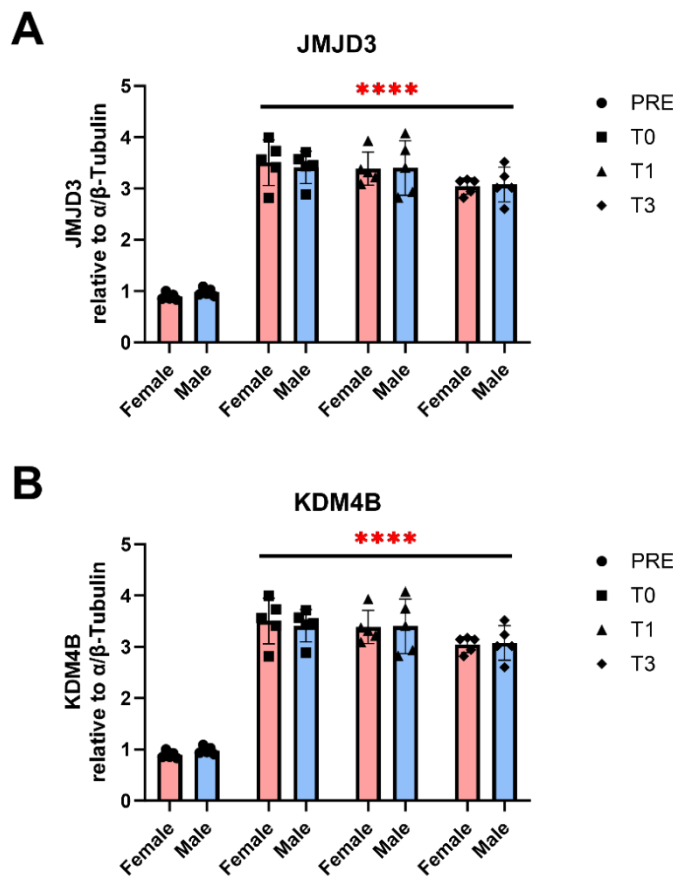 A
JMJD3
****
JMJD3
relative to α/β-Tubulin
5
4
3
2
1
0
Female
Male
Female
Male
Female
Male
Female
Male
PRE
T0
T1
T3
B
KDM4B
****
KDM4B
relative to α/β-Tubulin
5
4
3
2
1
0
Female
Male
Female
Male
Female
Male
Female
Male
PRE
T0
T1
T3